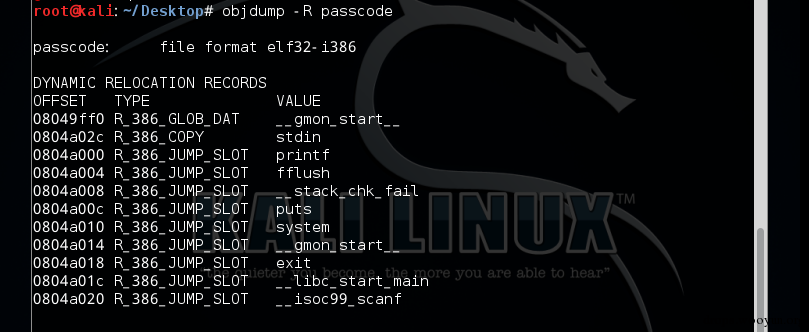 root@kali:~/Desktop# objdump -R passcode
passcode:      file format elf32-i386
DYNAMIC RELOCATION RECORDS
OFFSET   TYPE              VALUE
08049ff0 R_386_GLOB_DAT    __gmon_start__
0804a02c R_386_COPY        stdin
0804a000 R_386_JUMP_SLOT   printf
0804a004 R_386_JUMP_SLOT   fflush
0804a008 R_386_JUMP_SLOT   __stack_chk_fail
0804a00c R_386_JUMP_SLOT   puts
0804a010 R_386_JUMP_SLOT   system
0804a014 R_386_JUMP_SLOT   __gmon_start__
0804a018 R_386_JUMP_SLOT   exit
0804a01c R_386_JUMP_SLOT   __libc_start_main
0804a020 R_386_JUMP_SLOT   __isoc99_scanf
KALI LINUX™
"the quieter you become, the more you are able to hear"